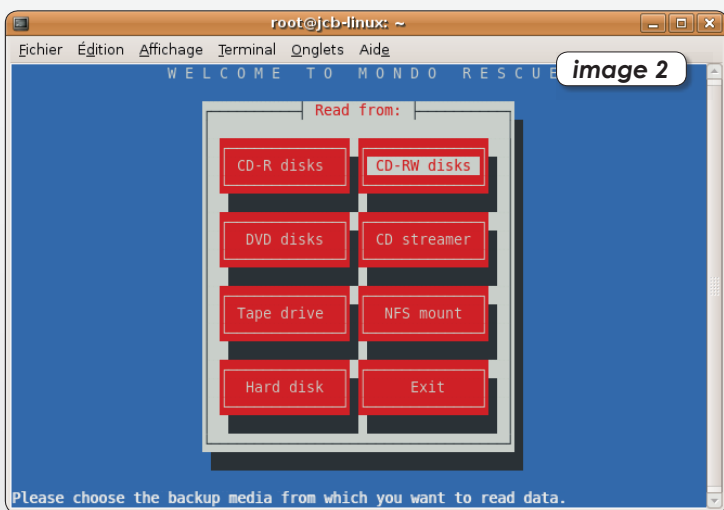 root@jcb-linux: ~
Fichier Édition Affichage Terminal Onglets Aide
image 2
WELCOME TO MONDO RESCUE
Read from:
CD-R disks CD-RW disks
DVD disks CD streamer
Tape drive NFS mount
Hard disk Exit
Please choose the backup media from which you want to read data.